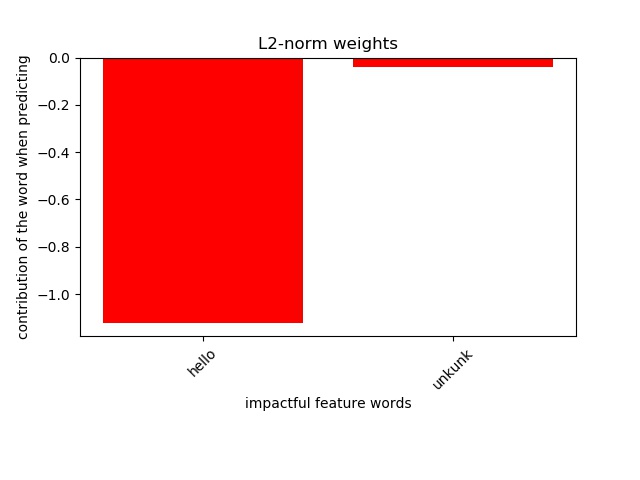 L2-norm weights
contribution of the word when predicting
0.0
−0.2
−0.4
−0.6
−0.8
−1.0
hello
unkunk
impactful feature words